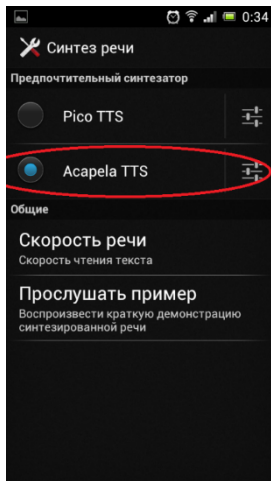 0:34
Синтез речи
Предпочтительный синтезатор
Pico TTS
Acapela TTS
Общие
Скорость речи
Скорость чтения текста
Прослушать пример
Воспроизвести краткую демонстрацию
синтезированной речи